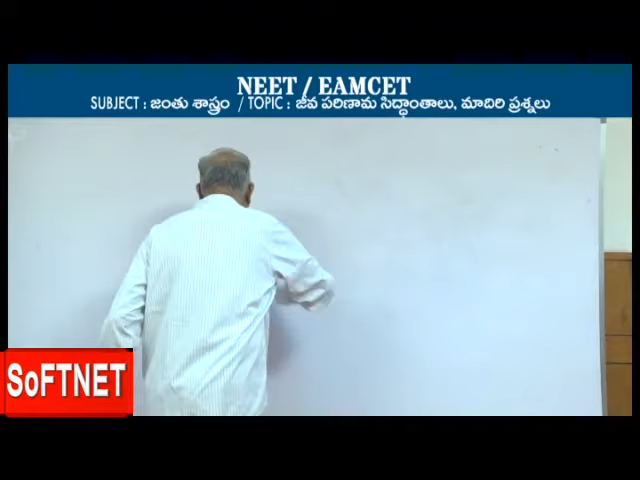 NEET / EAMCET
SUBJECT : జంతు శాస్త్రం / TOPIC : జీవ పరిణామ సిద్ధాంతాలు, మాదిరి ప్రశ్నలు
SoFTNET